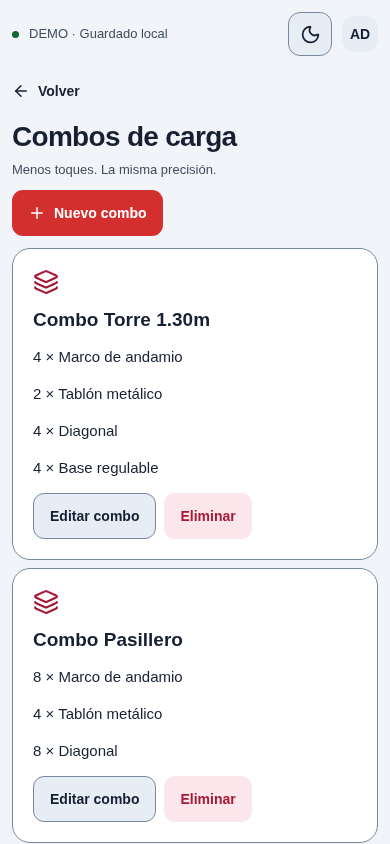 DEMO · Guardado local
AD
Volver
Combos de carga
Menos toques. La misma precisión.
Nuevo combo
Combo Torre 1.30m
4 × Marco de andamio
2 × Tablón metálico
4 × Diagonal
4 × Base regulable
Editar combo Eliminar
Combo Pasillero
8 × Marco de andamio
4 × Tablón metálico
8 × Diagonal
Editar combo Eliminar